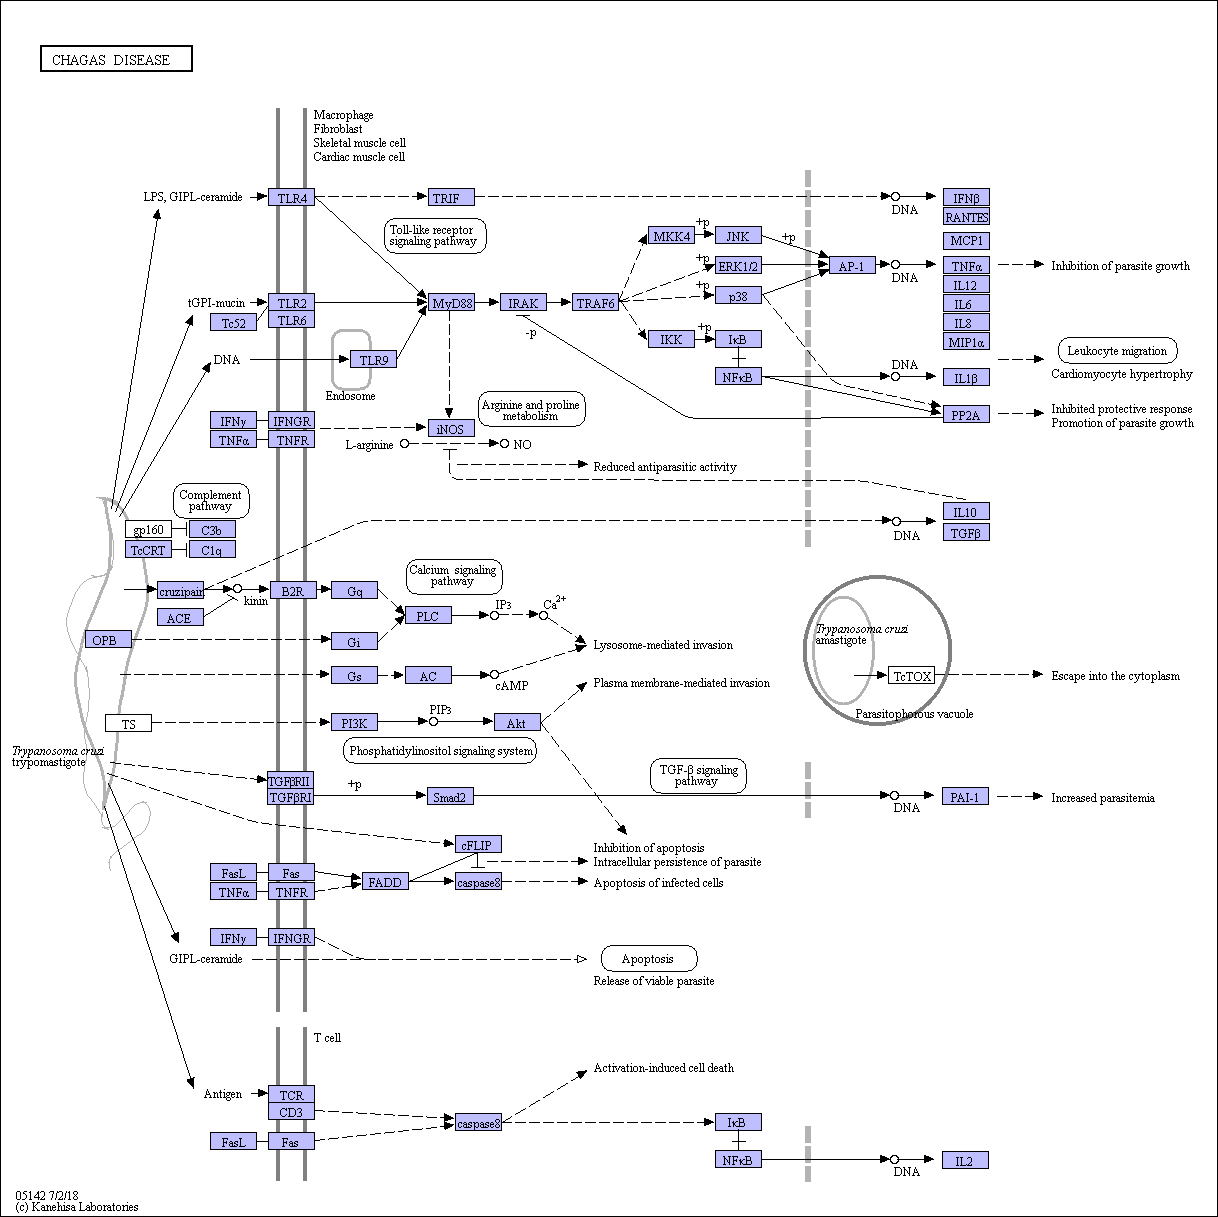 CHAGAS DISEASE
Macrophage
Fibroblast
Skeletal muscle cell
Cardiac muscle cell
LPS, GIPL-ceramide
TLR4
TRIF
DNA
IFNβ
RANTES
Toll-like receptor
signaling pathway
MKK4
+p
JNK
+p
MCP1
+p
ERK1/2
AP-1
DNA
TNFα
Inhibition of parasite growth
IL12
tGPI-mucin
TLR2
MyD88
IRAK
TRAF6
+p
p38
IL6
Tc52
TLR6
-p
IL8
+p
IKK
IκB
MIP1α
Leukocyte migration
DNA
TLR9
DNA
NFκB
IL1β
Cardiomyocyte hypertrophy
Endosome
Arginine and proline
metabolism
PP2A
Inhibited protective response
Promotion of parasite growth
IFNγ
IFNGR
iNOS
TNFα
TNFR
L-arginine
NO
Reduced antiparasitic activity
Complement
pathway
IL10
gp160
C3b
DNA
TGFβ
TcCRT
C1q
Calcium signaling
pathway
cruzipain
kinin
B2R
Gq
ACE
PLC
IP3
Ca2+
OPB
Gi
Lysosome-mediated invasion
Trypanosoma cruzi
amastigote
Gs
AC
cAMP
TcTOX
Escape into the cytoplasm
Plasma membrane-mediated invasion
Parasitophorous vacuole
TS
PI3K
PIP3
Akt
Phosphatidylinositol signaling system
Trypanosoma cruzi
trypomastigote
TGF-β signaling
pathway
TGFβRII
+p
TGFβRI
Smad2
DNA
PAI-1
Increased parasitemia
cFLIP
Inhibition of apoptosis
Intracellular persistence of parasite
FasL
Fas
FADD
caspase8
Apoptosis of infected cells
TNFα
TNFR
IFNγ
IFNGR
GIPL-ceramide
Apoptosis
Release of viable parasite
T cell
Antigen
TCR
Activation-induced cell death
CD3
caspase8
IκB
FasL
Fas
NFκB
DNA
IL2
05142 7/2/18
(c) Kanehisa Laboratories